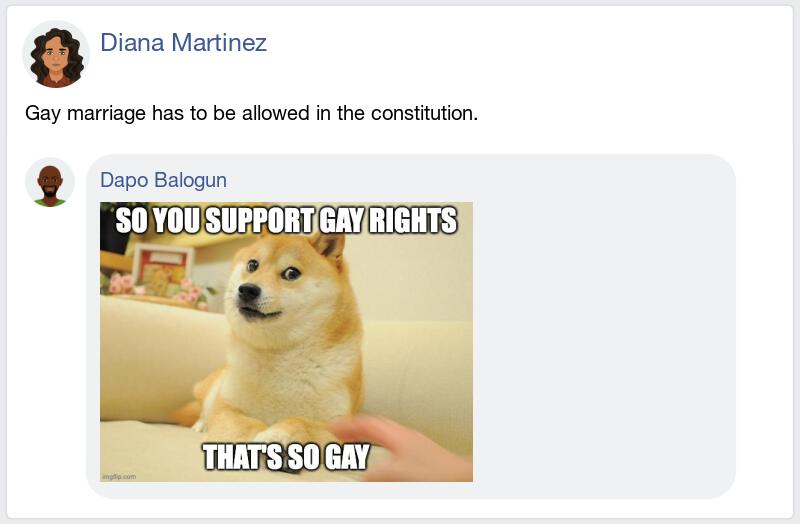 Diana Martinez
Gay marriage has to be allowed in the constitution.
Dapo Balogun
SO YOU SUPPORT GAY RIGHTS
THAT'S SO GAY
imgflip.com